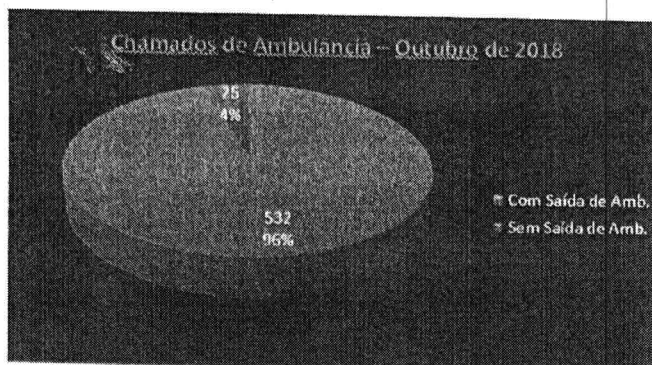 Chamados de Ambulância – Outubro de 2018
25
4%
532
96%
Com Saída de Amb.
Sem Saída de Amb.